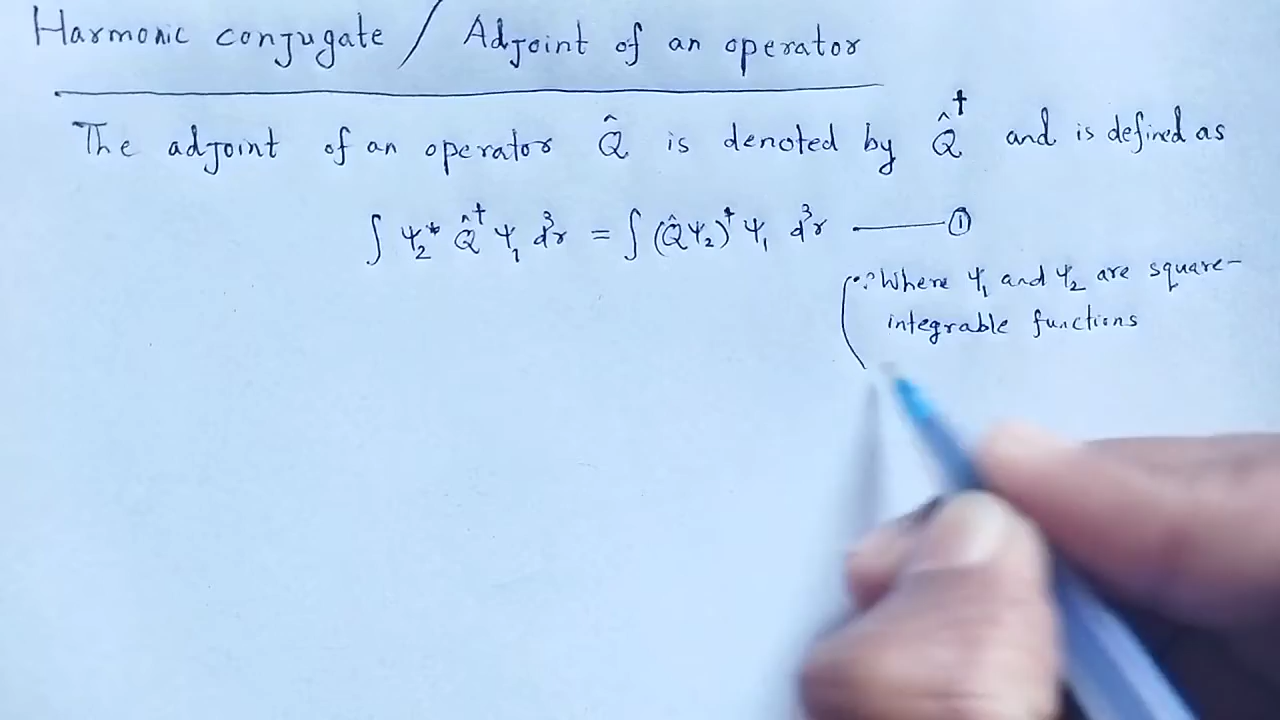 Harmonic conjugate / Adjoint of an operator
The adjoint of an operator Q̂ is denoted by Q̂† and is defined as
∫ Ψ₂* Q̂† Ψ₁ d³r = ∫ (Q̂Ψ₂)† Ψ₁ d³r —— ①
∵ Where Ψ₁ and Ψ₂ are square-
integrable functions